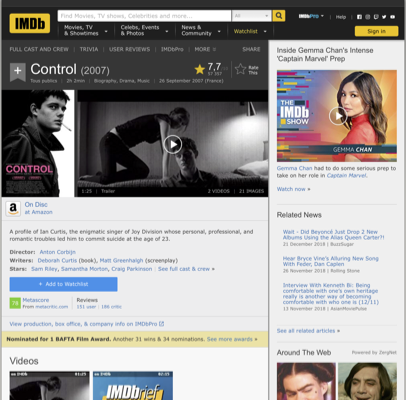 IMDb
Find Movies, TV shows, Celebrities and more...
All
IMDbPro
Help
Movies, TV
& Showtimes
Celebs, Events
& Photos
News &
Community
Watchlist
Sign in
FULL CAST AND CREW | TRIVIA | USER REVIEWS | IMDbPro | MORE
SHARE
Control (2007)
7,7
Rate
This
Tous publics | 2h 2min | Biography, Drama, Music | 26 September 2007 (France)
CONTROL
1:25 | Trailer
2 VIDEOS | 21 IMAGES
On Disc
at Amazon
A profile of Ian Curtis, the enigmatic singer of Joy Division whose personal, professional, and
romantic troubles led him to commit suicide at the age of 23.
Director: Anton Corbijn
Writers: Deborah Curtis (book), Matt Greenhalgh (screenplay)
Stars: Sam Riley, Samantha Morton, Craig Parkinson | See full cast & crew »
+ Add to Watchlist
Metascore
From metacritic.com
Reviews
View production, box office, & company info on IMDbPro
Nominated for 1 BAFTA Film Award. Another 31 wins & 34 nominations. See more awards »
Videos
IMDbrief
Inside Gemma Chan's Intense
'Captain Marvel' Prep
THE
IMDb
SHOW
GEMMA CHAN
Gemma Chan had to do some serious prep
to take on her role in Captain Marvel.
Watch now »
Related News
Wait - Did Beyoncé Just Drop 2 New
Albums Using the Alias Queen Carter?!
21 December 2018 | BuzzSugar
Hear Bryce Vine's Alluring New Song
With Feder, Dan Caplen
26 November 2018 | Rolling Stone
Interview With Kenneth Bi:
Being comfortable with one's own heritage
really is another way of becoming
comfortable with who one is (12/11)
13 November 2018 | AsianMoviePulse
See all related articles »
Around The Web
Powered by ZergNet